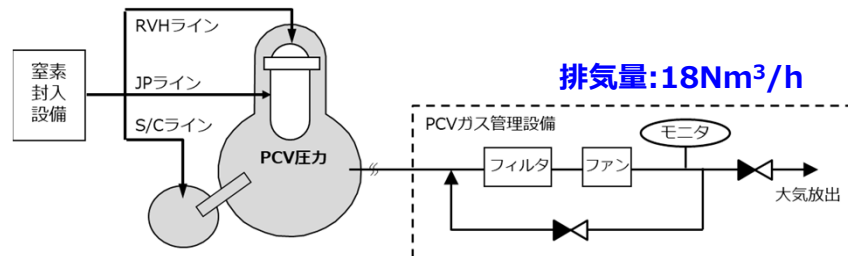 RVHライン
窒素
封入
設備
JPライン
S/Cライン
PCV圧力
排気量:18Nm³/h
PCVガス管理設備
モニタ
フィルタ
ファン
大気放出